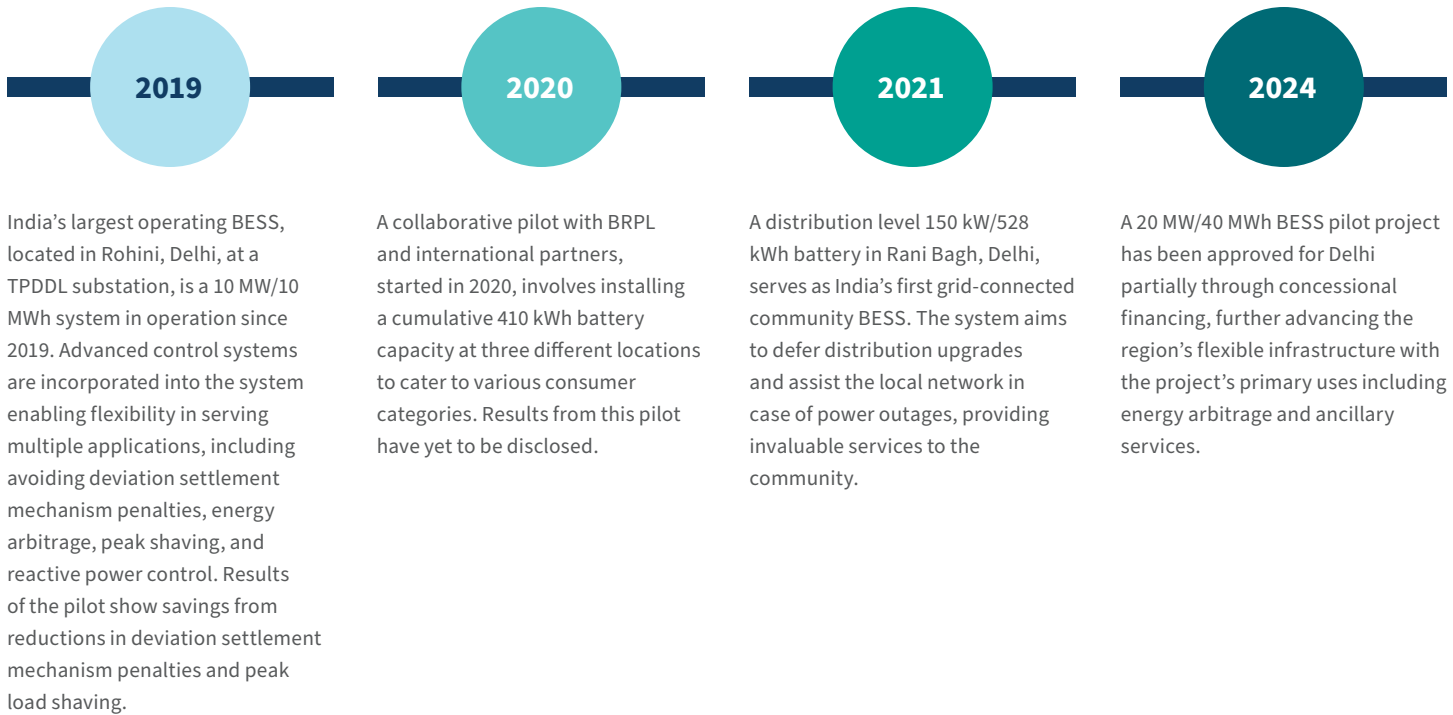 2019
India’s largest operating BESS,
located in Rohini, Delhi, at a
TPDDL substation, is a 10 MW/10
MWh system in operation since
2019. Advanced control systems
are incorporated into the system
enabling flexibility in serving
multiple applications, including
avoiding deviation settlement
mechanism penalties, energy
arbitrage, peak shaving, and
reactive power control. Results
of the pilot show savings from
reductions in deviation settlement
mechanism penalties and peak
load shaving.
2020
A collaborative pilot with BRPL
and international partners,
started in 2020, involves installing
a cumulative 410 kWh battery
capacity at three different locations
to cater to various consumer
categories. Results from this pilot
have yet to be disclosed.
2021
A distribution level 150 kW/528
kWh battery in Rani Bagh, Delhi,
serves as India’s first grid-connected
community BESS. The system aims
to defer distribution upgrades
and assist the local network in
case of power outages, providing
invaluable services to the
community.
2024
A 20 MW/40 MWh BESS pilot project
has been approved for Delhi
partially through concessional
financing, further advancing the
region’s flexible infrastructure with
the project’s primary uses including
energy arbitrage and ancillary
services.